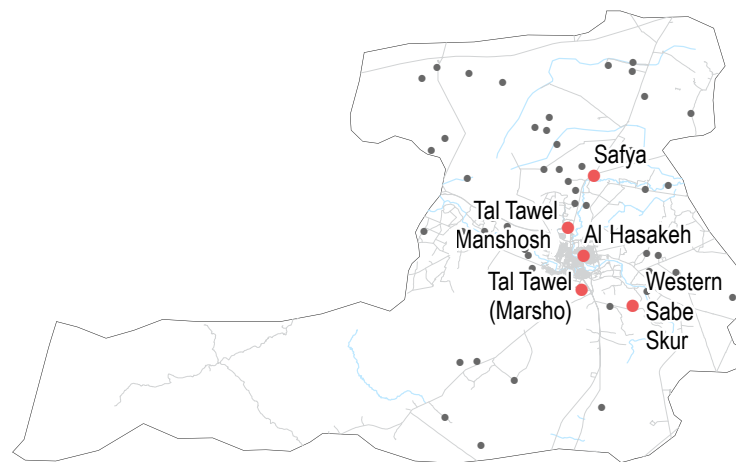 Safya
Tal Tawel
Manshosh
Al Hasakeh
Tal Tawel
(Marsho)
Western
Sabe
Skur